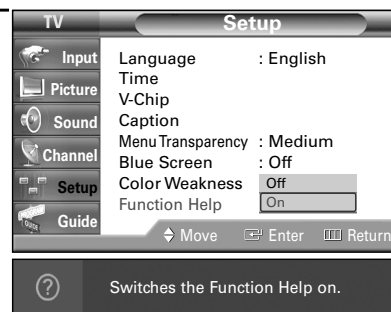 TV Setup
Input
Picture
Sound
Channel
Setup
Guide
Language : English
Time
V-Chip
Caption
Menu Transparency : Medium
Blue Screen : Off
Color Weakness Off
Function Help On
Move Enter Return
Switches the Function Help on.